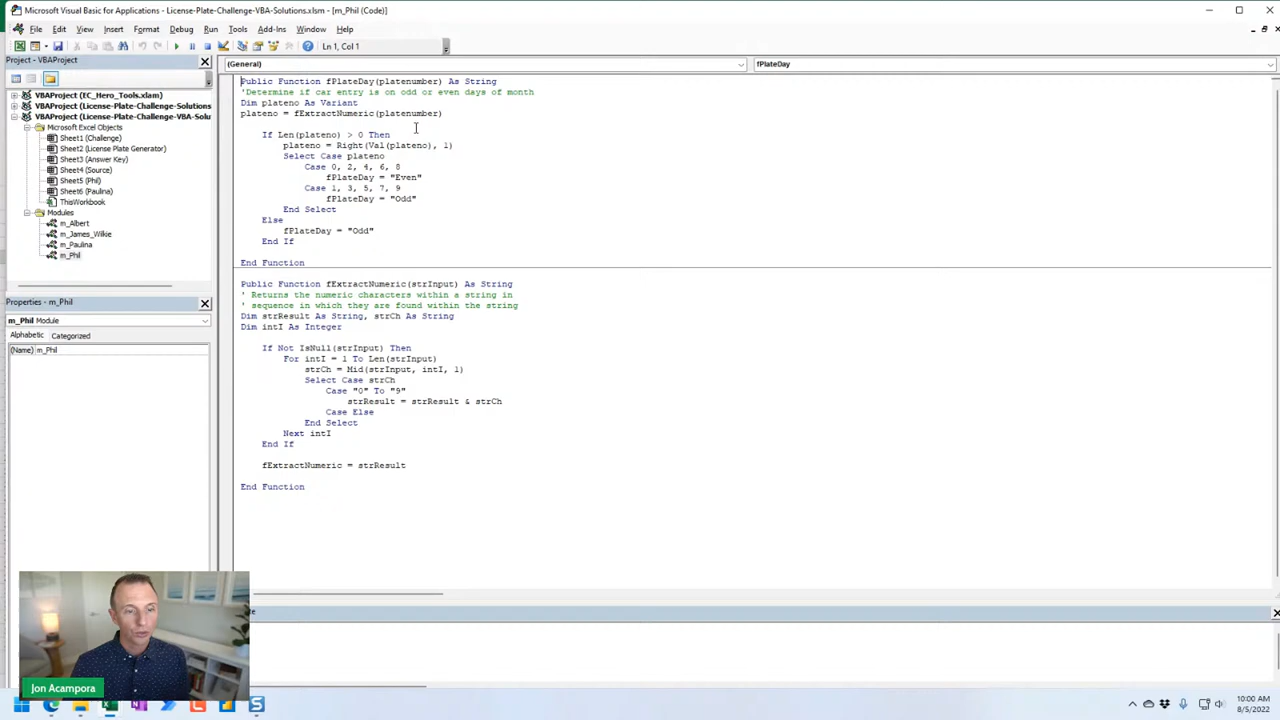 Microsoft Visual Basic for Applications - License-Plate-Challenge-VBA-Solutions.xlsm - [m_Phil (Code)]
File Edit View Insert Format Debug Run Tools Add-Ins Window Help
Ln 1, Col 1
Project - VBAProject
VBAProject (EC_Hero_Tools.xlam)
VBAProject (License-Plate-Challenge-Solutions
VBAProject (License-Plate-Challenge-VBA-Solu
Microsoft Excel Objects
Sheet1 (Challenge)
Sheet2 (License Plate Generator)
Sheet3 (Answer Key)
Sheet4 (Source)
Sheet5 (Phil)
Sheet6 (Paulina)
ThisWorkbook
Modules
m_Albert
m_James_Wilkie
m_Paulina
m_Phil
Properties - m_Phil
m_Phil Module
Alphabetic Categorized
(Name) m_Phil
(General) fPlateDay
Public Function fPlateDay(platenumber) As String
'Determine if car entry is on odd or even days of month
Dim plateno As Variant
plateno = fExtractNumeric(platenumber)
If Len(plateno) > 0 Then
plateno = Right(Val(plateno), 1)
Select Case plateno
Case 0, 2, 4, 6, 8
fPlateDay = "Even"
Case 1, 3, 5, 7, 9
fPlateDay = "Odd"
End Select
Else
fPlateDay = "Odd"
End If
End Function
Public Function fExtractNumeric(strInput) As String
' Returns the numeric characters within a string in
' sequence in which they are found within the string
Dim strResult As String, strCh As String
Dim intI As Integer
If Not IsNull(strInput) Then
For intI = 1 To Len(strInput)
strCh = Mid(strInput, intI, 1)
Select Case strCh
Case "0" To "9"
strResult = strResult & strCh
Case Else
End Select
Next intI
End If
fExtractNumeric = strResult
End Function
Jon Acampora
10:00 AM
8/5/2022